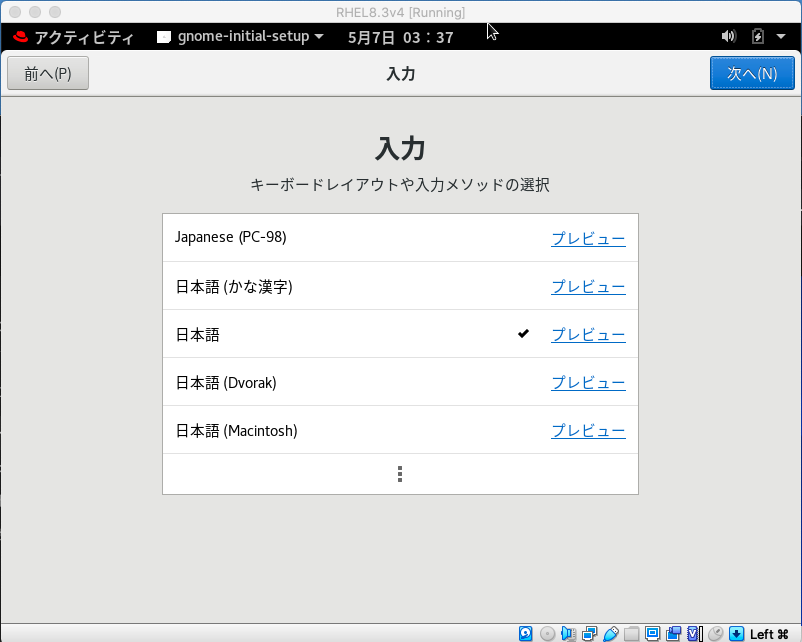 RHEL8.3v4 [Running]
アクティビティ gnome-initial-setup 5月7日 03：37
前へ(P) 入力 次へ(N)
入力
キーボードレイアウトや入力メソッドの選択
Japanese (PC-98) プレビュー
日本語 (かな漢字) プレビュー
日本語 プレビュー
日本語 (Dvorak) プレビュー
日本語 (Macintosh) プレビュー
Left ⌘